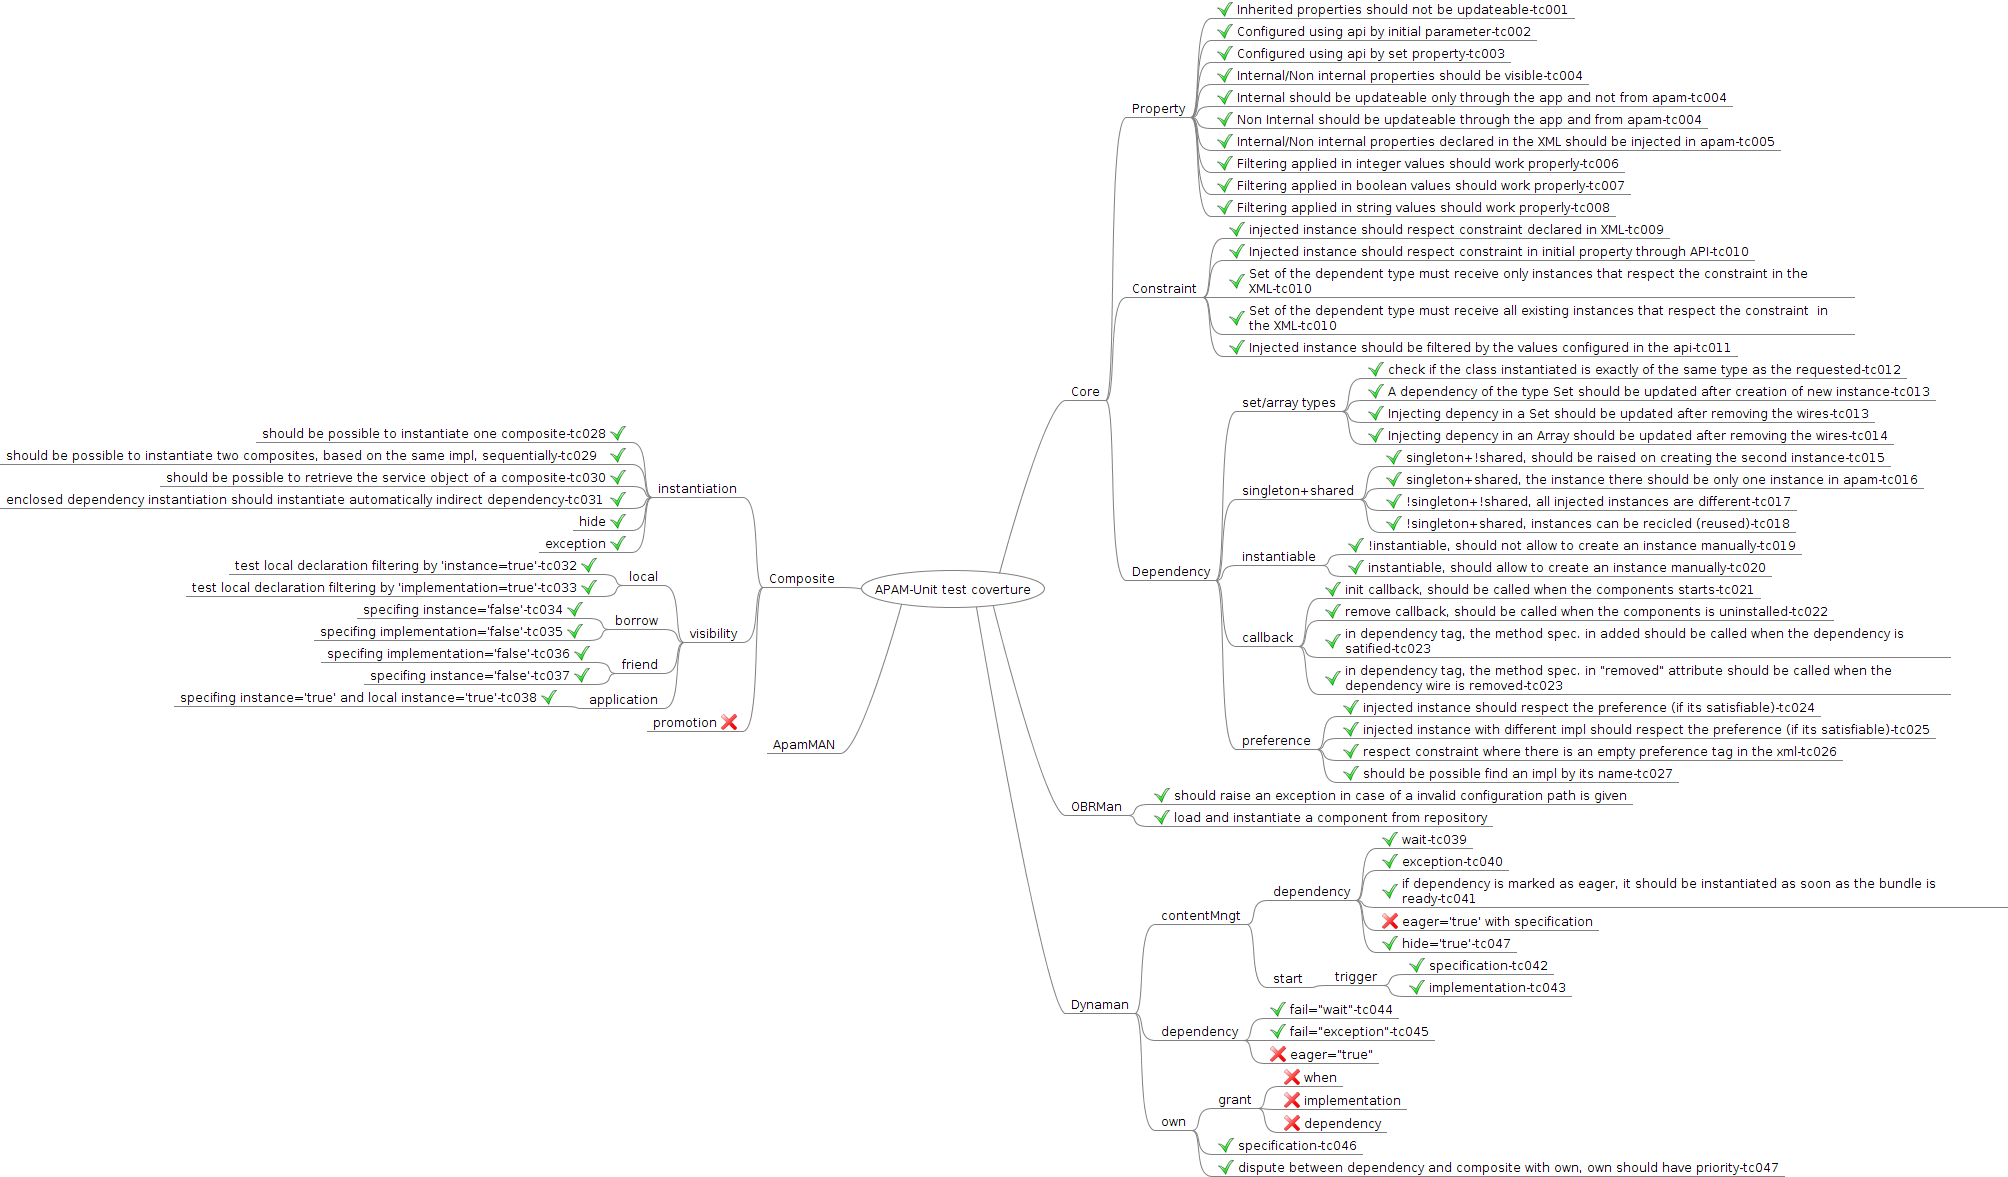 APAM-Unit test coverture
Core
Property
Inherited properties should not be updateable-tc001
Configured using api by initial parameter-tc002
Configured using api by set property-tc003
Internal/Non internal properties should be visible-tc004
Internal should be updateable only through the app and not from apam-tc004
Non Internal should be updateable through the app and from apam-tc004
Internal/Non internal properties declared in the XML should be injected in apam-tc005
Filtering applied in integer values should work properly-tc006
Filtering applied in boolean values should work properly-tc007
Filtering applied in string values should work properly-tc008
Constraint
injected instance should respect constraint declared in XML-tc009
Injected instance should respect constraint in initial property through API-tc010
Set of the dependent type must receive only instances that respect the constraint in the
XML-tc010
Set of the dependent type must receive all existing instances that respect the constraint  in
the XML-tc010
Injected instance should be filtered by the values configured in the api-tc011
Dependency
set/array types
check if the class instantiated is exactly of the same type as the requested-tc012
A dependency of the type Set should be updated after creation of new instance-tc013
Injecting depency in a Set should be updated after removing the wires-tc013
Injecting depency in an Array should be updated after removing the wires-tc014
singleton+shared
singleton+!shared, should be raised on creating the second instance-tc015
singleton+shared, the instance there should be only one instance in apam-tc016
!singleton+!shared, all injected instances are different-tc017
!singleton+shared, instances can be recicled (reused)-tc018
instantiable
!instantiable, should not allow to create an instance manually-tc019
instantiable, should allow to create an instance manually-tc020
callback
init callback, should be called when the components starts-tc021
remove callback, should be called when the components is uninstalled-tc022
in dependency tag, the method spec. in added should be called when the dependency is
satified-tc023
in dependency tag, the method spec. in "removed" attribute should be called when the
dependency wire is removed-tc023
preference
injected instance should respect the preference (if its satisfiable)-tc024
injected instance with different impl should respect the preference (if its satisfiable)-tc025
respect constraint where there is an empty preference tag in the xml-tc026
should be possible find an impl by its name-tc027
OBRMan
should raise an exception in case of a invalid configuration path is given
load and instantiate a component from repository
Dynaman
contentMngt
dependency
wait-tc039
exception-tc040
if dependency is marked as eager, it should be instantiated as soon as the bundle is
ready-tc041
eager='true' with specification
hide='true'-tc047
start
trigger
specification-tc042
implementation-tc043
dependency
fail="wait"-tc044
fail="exception"-tc045
eager="true"
own
grant
when
implementation
dependency
specification-tc046
dispute between dependency and composite with own, own should have priority-tc047
Composite
instantiation
should be possible to instantiate one composite-tc028
should be possible to instantiate two composites, based on the same impl, sequentially-tc029
should be possible to retrieve the service object of a composite-tc030
enclosed dependency instantiation should instantiate automatically indirect dependency-tc031
hide
exception
visibility
local
test local declaration filtering by 'instance=true'-tc032
test local declaration filtering by 'implementation=true'-tc033
borrow
specifing instance='false'-tc034
specifing implementation='false'-tc035
friend
specifing implementation='false'-tc036
specifing instance='false'-tc037
application
specifing instance='true' and local instance='true'-tc038
promotion
ApamMAN